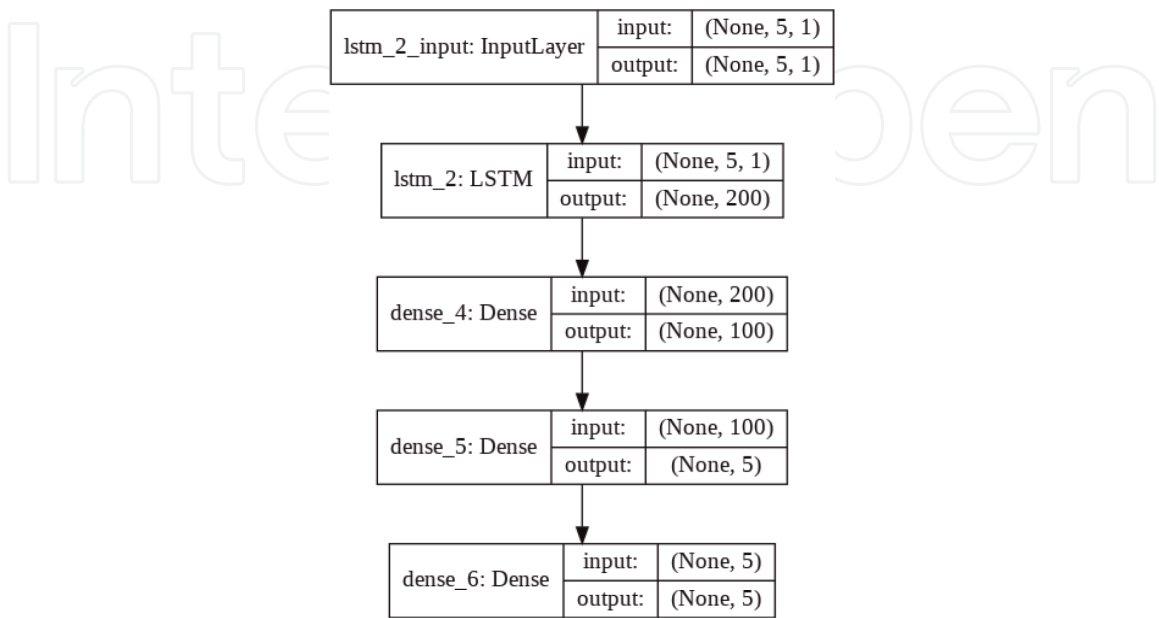 lstm_2_input: InputLayer input: (None, 5, 1)
output: (None, 5, 1)
lstm_2: LSTM input: (None, 5, 1)
output: (None, 200)
dense_4: Dense input: (None, 200)
output: (None, 100)
dense_5: Dense input: (None, 100)
output: (None, 5)
dense_6: Dense input: (None, 5)
output: (None, 5)
Inte pen